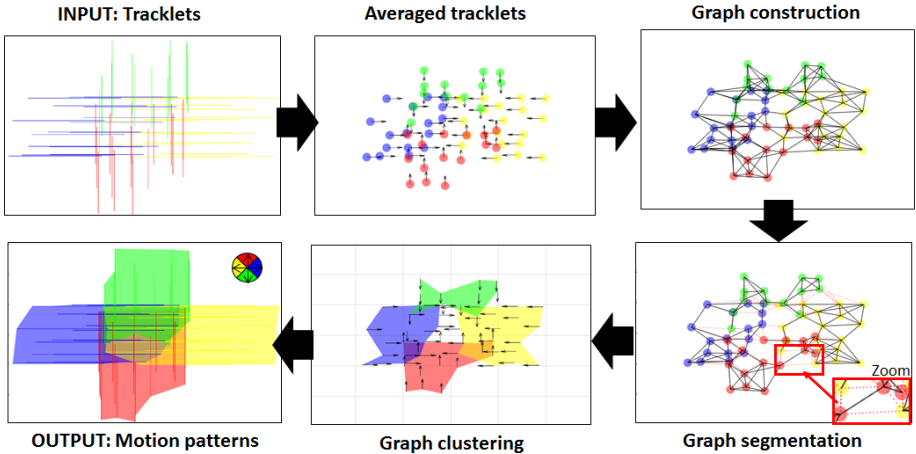 INPUT: Tracklets
Averaged tracklets
Graph construction
Zoom
OUTPUT: Motion patterns
Graph clustering
Graph segmentation